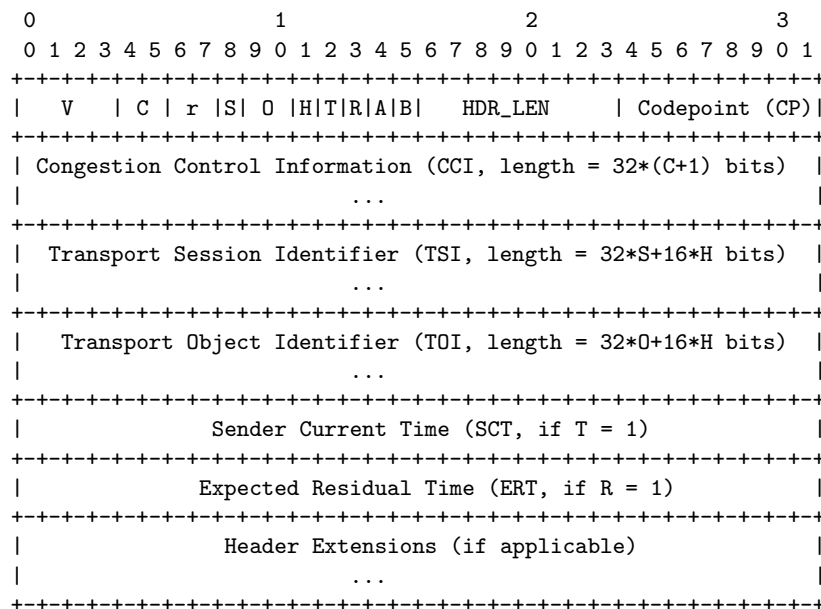 0                   1                   2                   3
 0 1 2 3 4 5 6 7 8 9 0 1 2 3 4 5 6 7 8 9 0 1 2 3 4 5 6 7 8 9 0 1
+-+-+-+-+-+-+-+-+-+-+-+-+-+-+-+-+-+-+-+-+-+-+-+-+-+-+-+-+-+-+-+-+
|   V   | C | r |S| O |H|T|R|A|B|   HDR_LEN     | Codepoint (CP)|
+-+-+-+-+-+-+-+-+-+-+-+-+-+-+-+-+-+-+-+-+-+-+-+-+-+-+-+-+-+-+-+-+
| Congestion Control Information (CCI, length = 32*(C+1) bits)  |
|                          ...                                  |
+-+-+-+-+-+-+-+-+-+-+-+-+-+-+-+-+-+-+-+-+-+-+-+-+-+-+-+-+-+-+-+-+
|  Transport Session Identifier (TSI, length = 32*S+16*H bits)  |
|                          ...                                  |
+-+-+-+-+-+-+-+-+-+-+-+-+-+-+-+-+-+-+-+-+-+-+-+-+-+-+-+-+-+-+-+-+
|   Transport Object Identifier (TOI, length = 32*O+16*H bits)  |
|                          ...                                  |
+-+-+-+-+-+-+-+-+-+-+-+-+-+-+-+-+-+-+-+-+-+-+-+-+-+-+-+-+-+-+-+-+
|               Sender Current Time (SCT, if T = 1)             |
+-+-+-+-+-+-+-+-+-+-+-+-+-+-+-+-+-+-+-+-+-+-+-+-+-+-+-+-+-+-+-+-+
|              Expected Residual Time (ERT, if R = 1)           |
+-+-+-+-+-+-+-+-+-+-+-+-+-+-+-+-+-+-+-+-+-+-+-+-+-+-+-+-+-+-+-+-+
|                Header Extensions (if applicable)              |
|                          ...                                  |
+-+-+-+-+-+-+-+-+-+-+-+-+-+-+-+-+-+-+-+-+-+-+-+-+-+-+-+-+-+-+-+-+